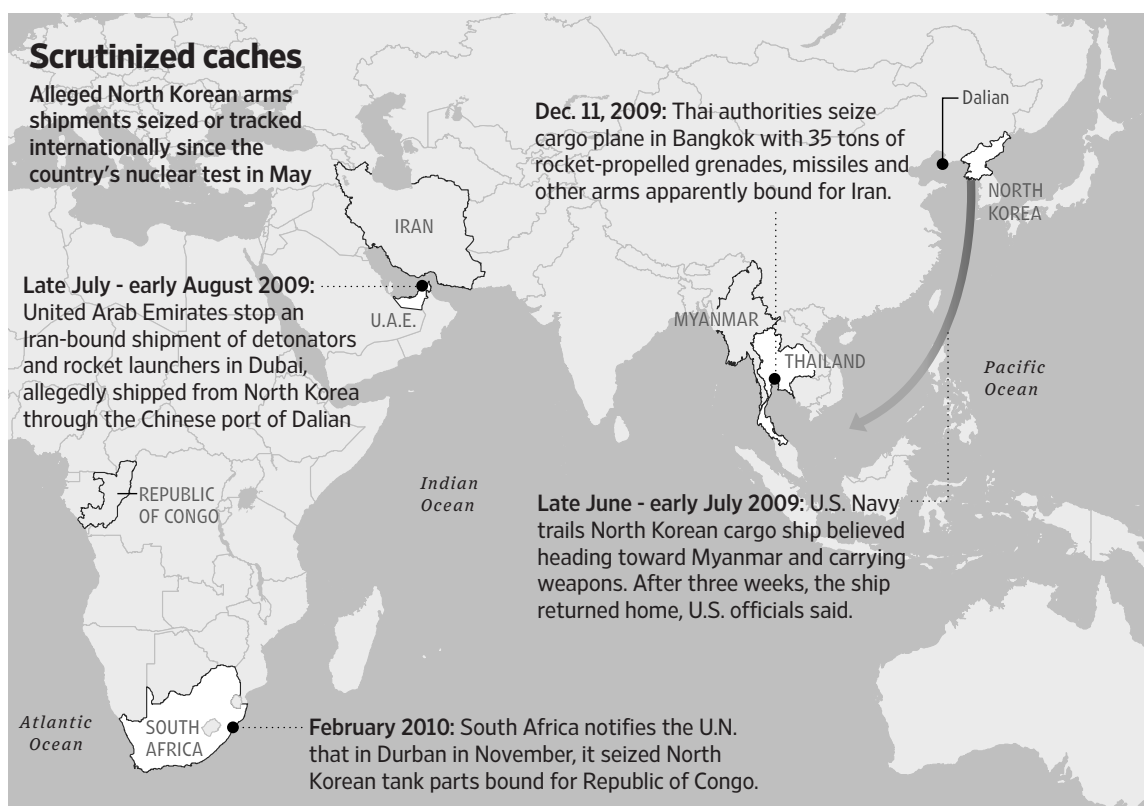 Scrutinized caches
Alleged North Korean arms
shipments seized or tracked
internationally since the
country's nuclear test in May
Dec. 11, 2009: Thai authorities seize
cargo plane in Bangkok with 35 tons of
rocket-propelled grenades, missiles and
other arms apparently bound for Iran.
Dalian
NORTH
KOREA
IRAN
Late July - early August 2009:
United Arab Emirates stop an
Iran-bound shipment of detonators
and rocket launchers in Dubai,
allegedly shipped from North Korea
through the Chinese port of Dalian
U.A.E.
MYANMAR
THAILAND
Pacific
Ocean
REPUBLIC
OF CONGO
Indian
Ocean
Late June - early July 2009: U.S. Navy
trails North Korean cargo ship believed
heading toward Myanmar and carrying
weapons. After three weeks, the ship
returned home, U.S. officials said.
Atlantic
Ocean
SOUTH
AFRICA
February 2010: South Africa notifies the U.N.
that in Durban in November, it seized North
Korean tank parts bound for Republic of Congo.